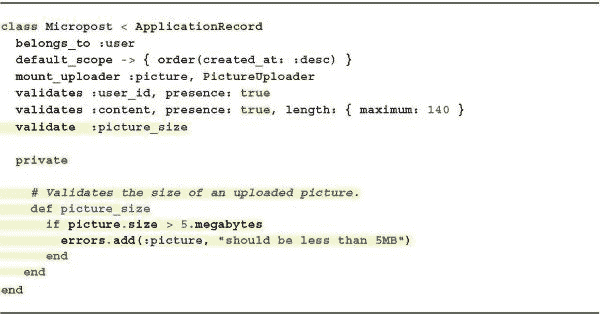 class Micropost < ApplicationRecord
  belongs_to :user
  default_scope -> { order(created_at: :desc) }
  mount_uploader :picture, PictureUploader
  validates :user_id, presence: true
  validates :content, presence: true, length: { maximum: 140 }
  validate  :picture_size

  private

    # Validates the size of an uploaded picture.
    def picture_size
      if picture.size > 5.megabytes
        errors.add(:picture, "should be less than 5MB")
      end
    end
end